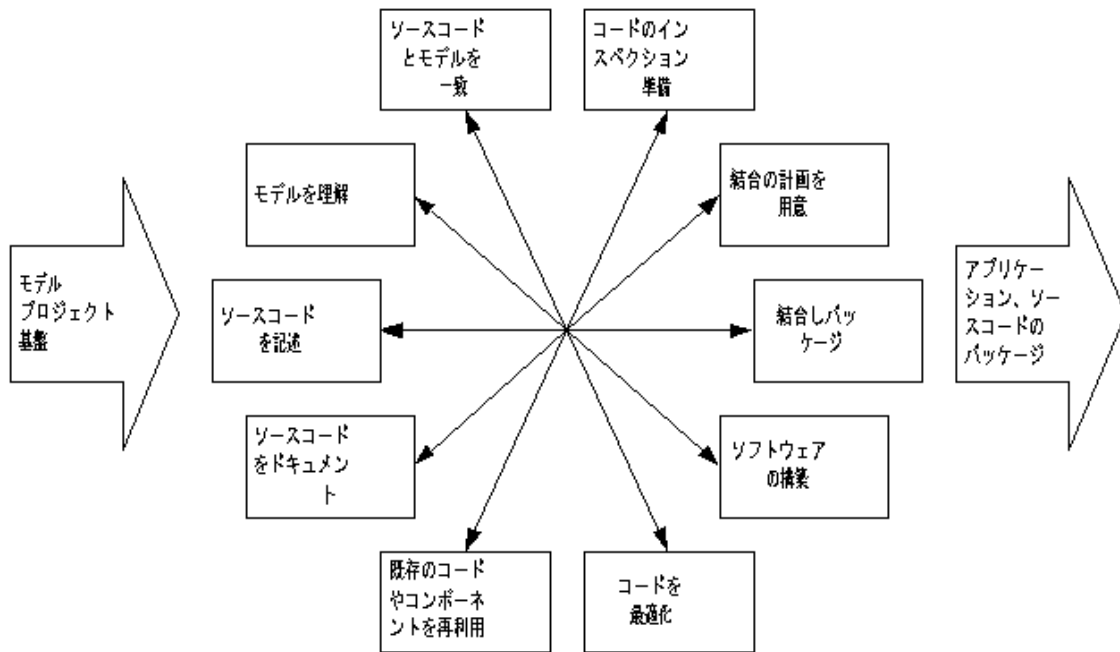 ソースコード
とモデルを
一致
コードのイン
スペクション
準備
モデルを理解
結合の計画を
用意
モデル
プロジェクト
基盤
ソースコード
を記述
結合しパッ
ケージ
アプリケー
ション、ソー
スコードの
パッケージ
ソースコード
をドキュメン
ト
ソフトウェア
の構築
既存のコード
やコンポーネ
ントを再利用
コードを
最適化